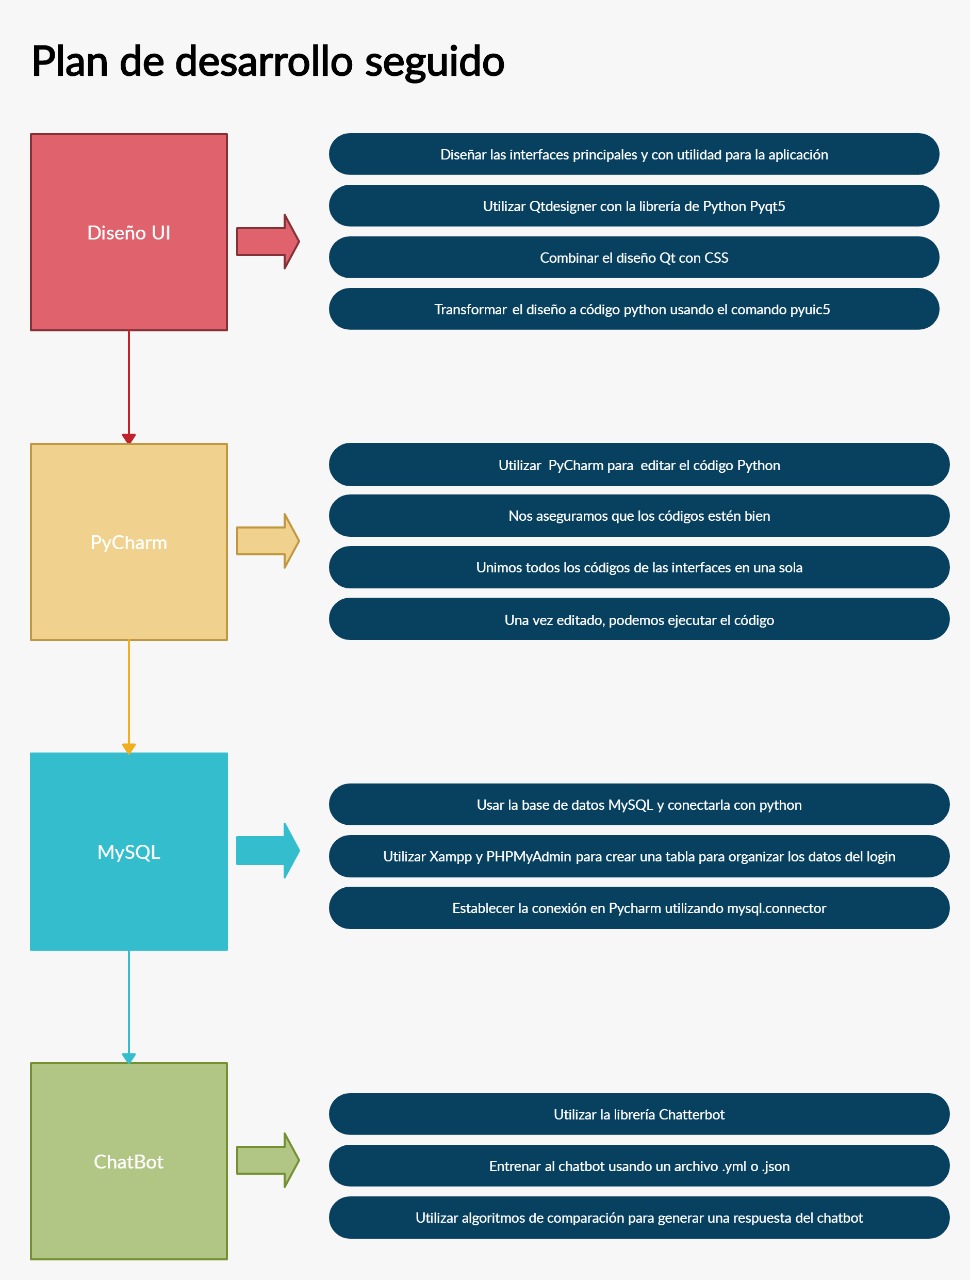 Plan de desarrollo seguido
Diseño UI
Diseñar las interfaces principales y con utilidad para la aplicación
Utilizar Qtdesigner con la librería de Python Pyqt5
Combinar el diseño Qt con CSS
Transformar el diseño a código python usando el comando pyuic5
PyCharm
Utilizar PyCharm para editar el código Python
Nos aseguramos que los códigos estén bien
Unimos todos los códigos de las interfaces en una sola
Una vez editado, podemos ejecutar el código
MySQL
Usar la base de datos MySQL y conectarla con python
Utilizar Xampp y PHPMyAdmin para crear una tabla para organizar los datos del login
Establecer la conexión en Pycharm utilizando mysql.connector
ChatBot
Utilizar la librería Chatterbot
Entrenar al chatbot usando un archivo .yml o .json
Utilizar algoritmos de comparación para generar una respuesta del chatbot